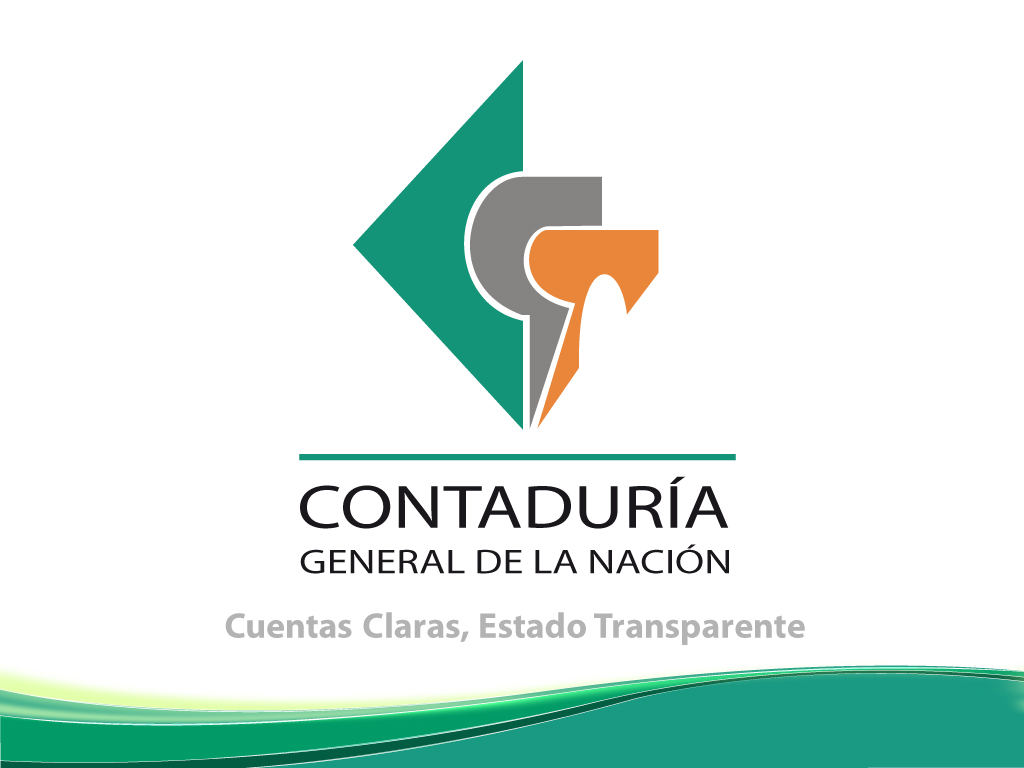 CONTADURÍA
GENERAL DE LA NACIÓN
Cuentas Claras, Estado Transparente